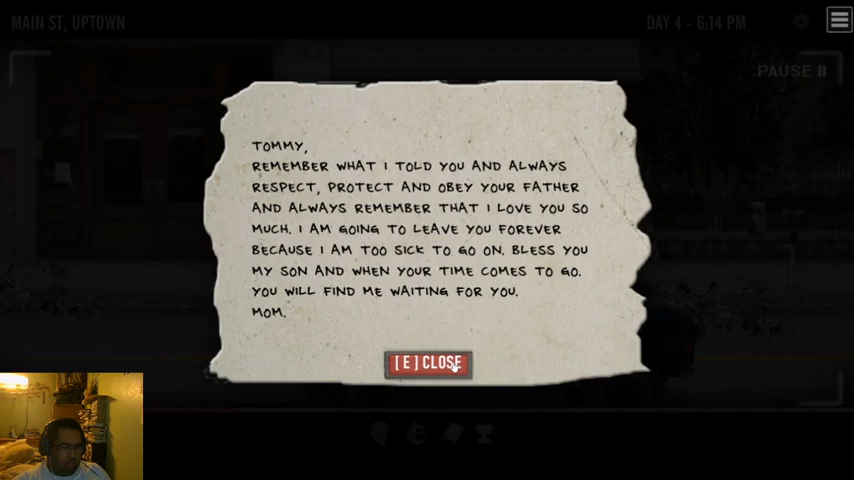 MAIN ST, UPTOWN
DAY 4 - 6:14 PM
PAUSE II
TOMMY,
REMEMBER WHAT I TOLD YOU AND ALWAYS
RESPECT, PROTECT AND OBEY YOUR FATHER
AND ALWAYS REMEMBER THAT I LOVE YOU SO
MUCH. I AM GOING TO LEAVE YOU FOREVER
BECAUSE I AM TOO SICK TO GO ON. BLESS YOU
MY SON AND WHEN YOUR TIME COMES TO GO.
YOU WILL FIND ME WAITING FOR YOU.
MOM.
[ E ] CLOSE